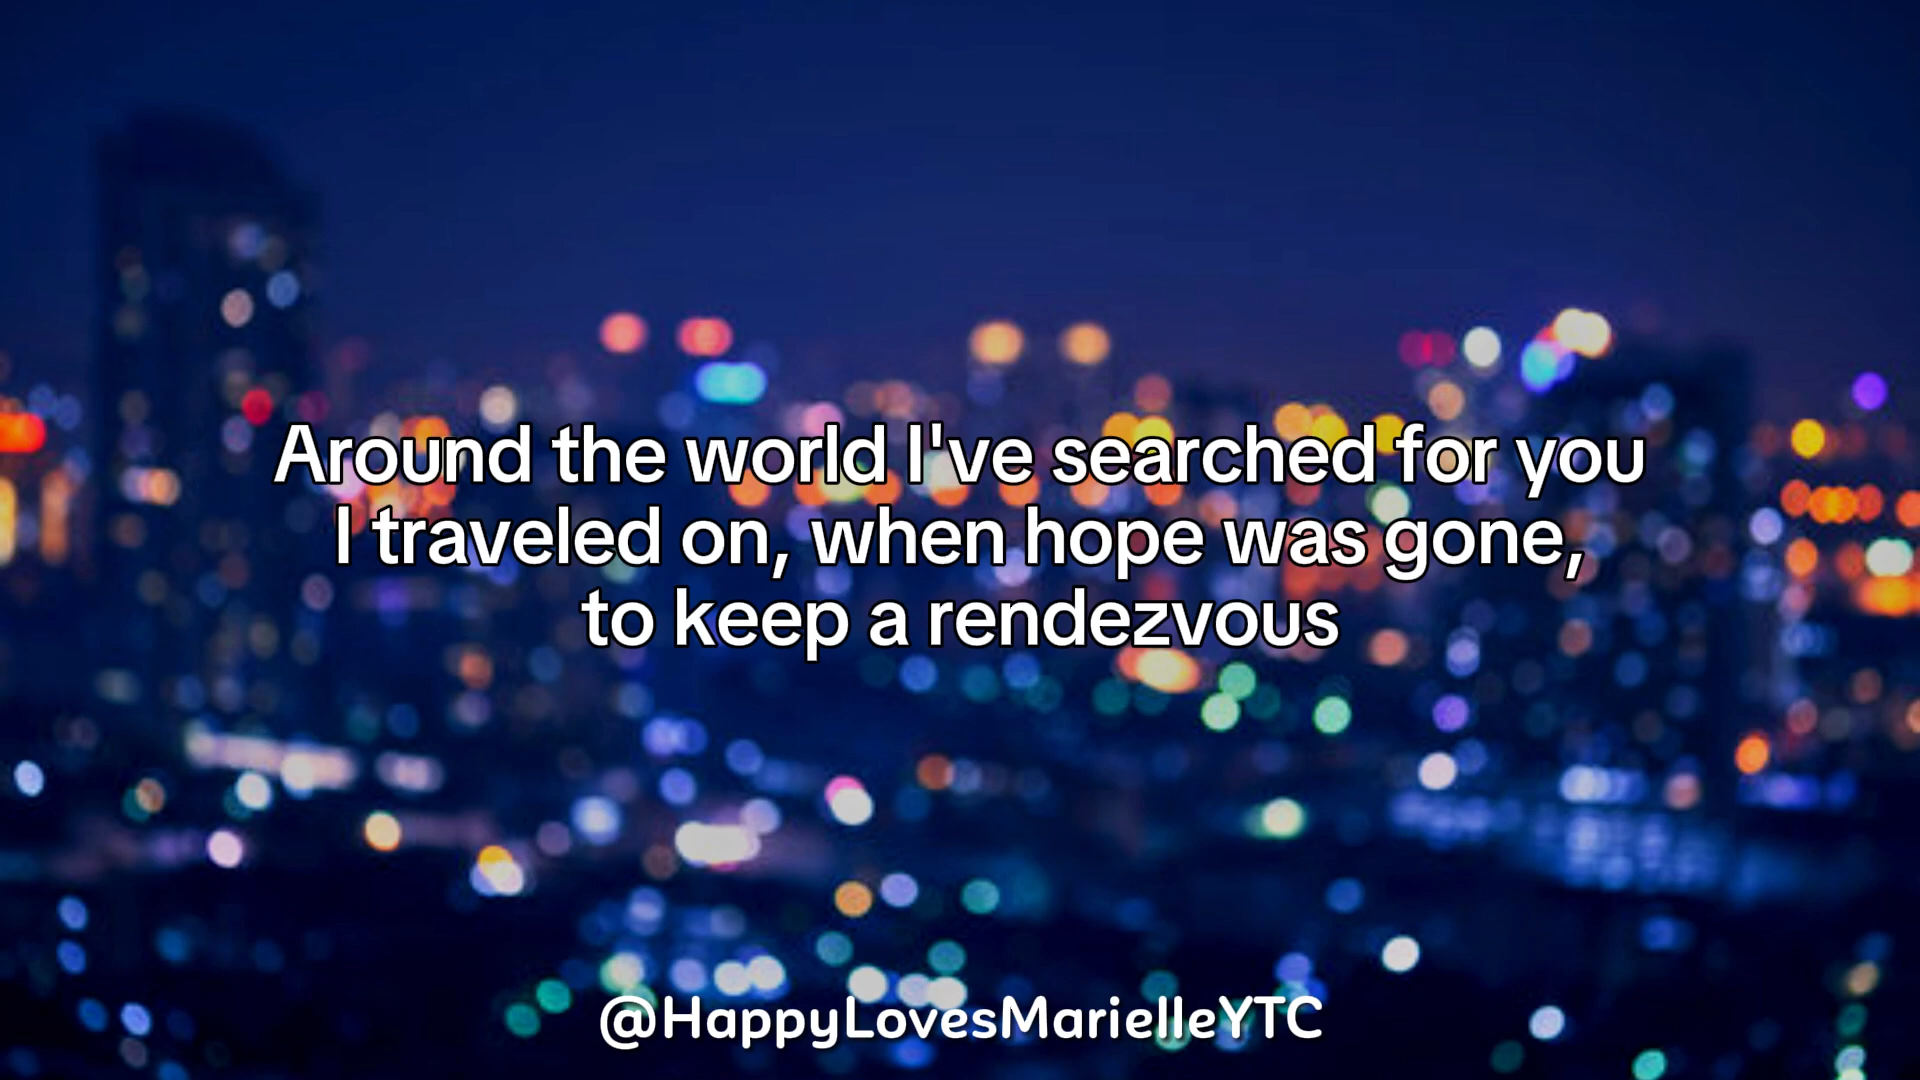 Around the world I've searched for you
I traveled on, when hope was gone,
to keep a rendezvous
@HappyLovesMarielleYTC